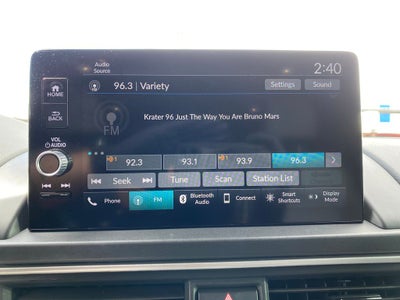 Audio
Source
2:40
HOME
96.3 | Variety
Settings
Sound
BACK
FM
Krater 96 Just The Way You Are Bruno Mars
VOL
AUDIO
1
92.3
93.1
1
93.9
96.3
Seek
Tune
Scan
Station List
Phone
FM
Bluetooth
Audio
Connect
Smart
Shortcuts
Display
Mode